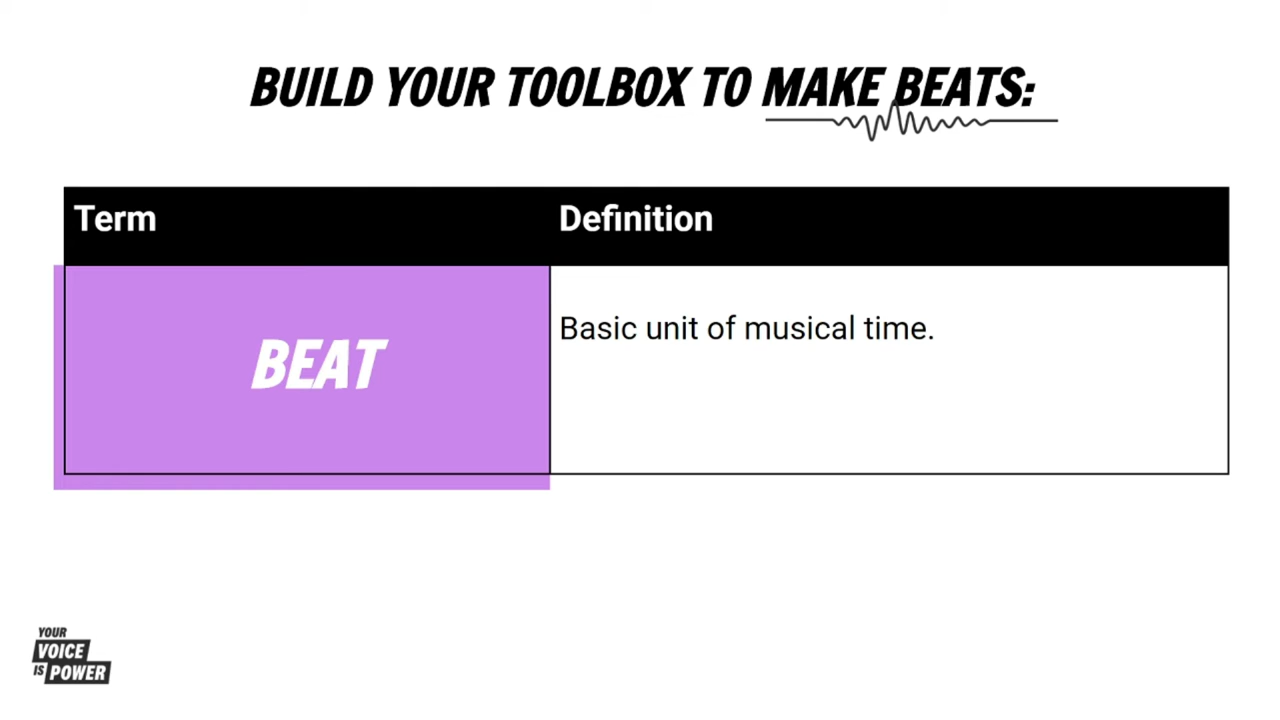 BUILD YOUR TOOLBOX TO MAKE BEATS:
Term
Definition
BEAT
Basic unit of musical time.
YOUR
VOICE
IS POWER